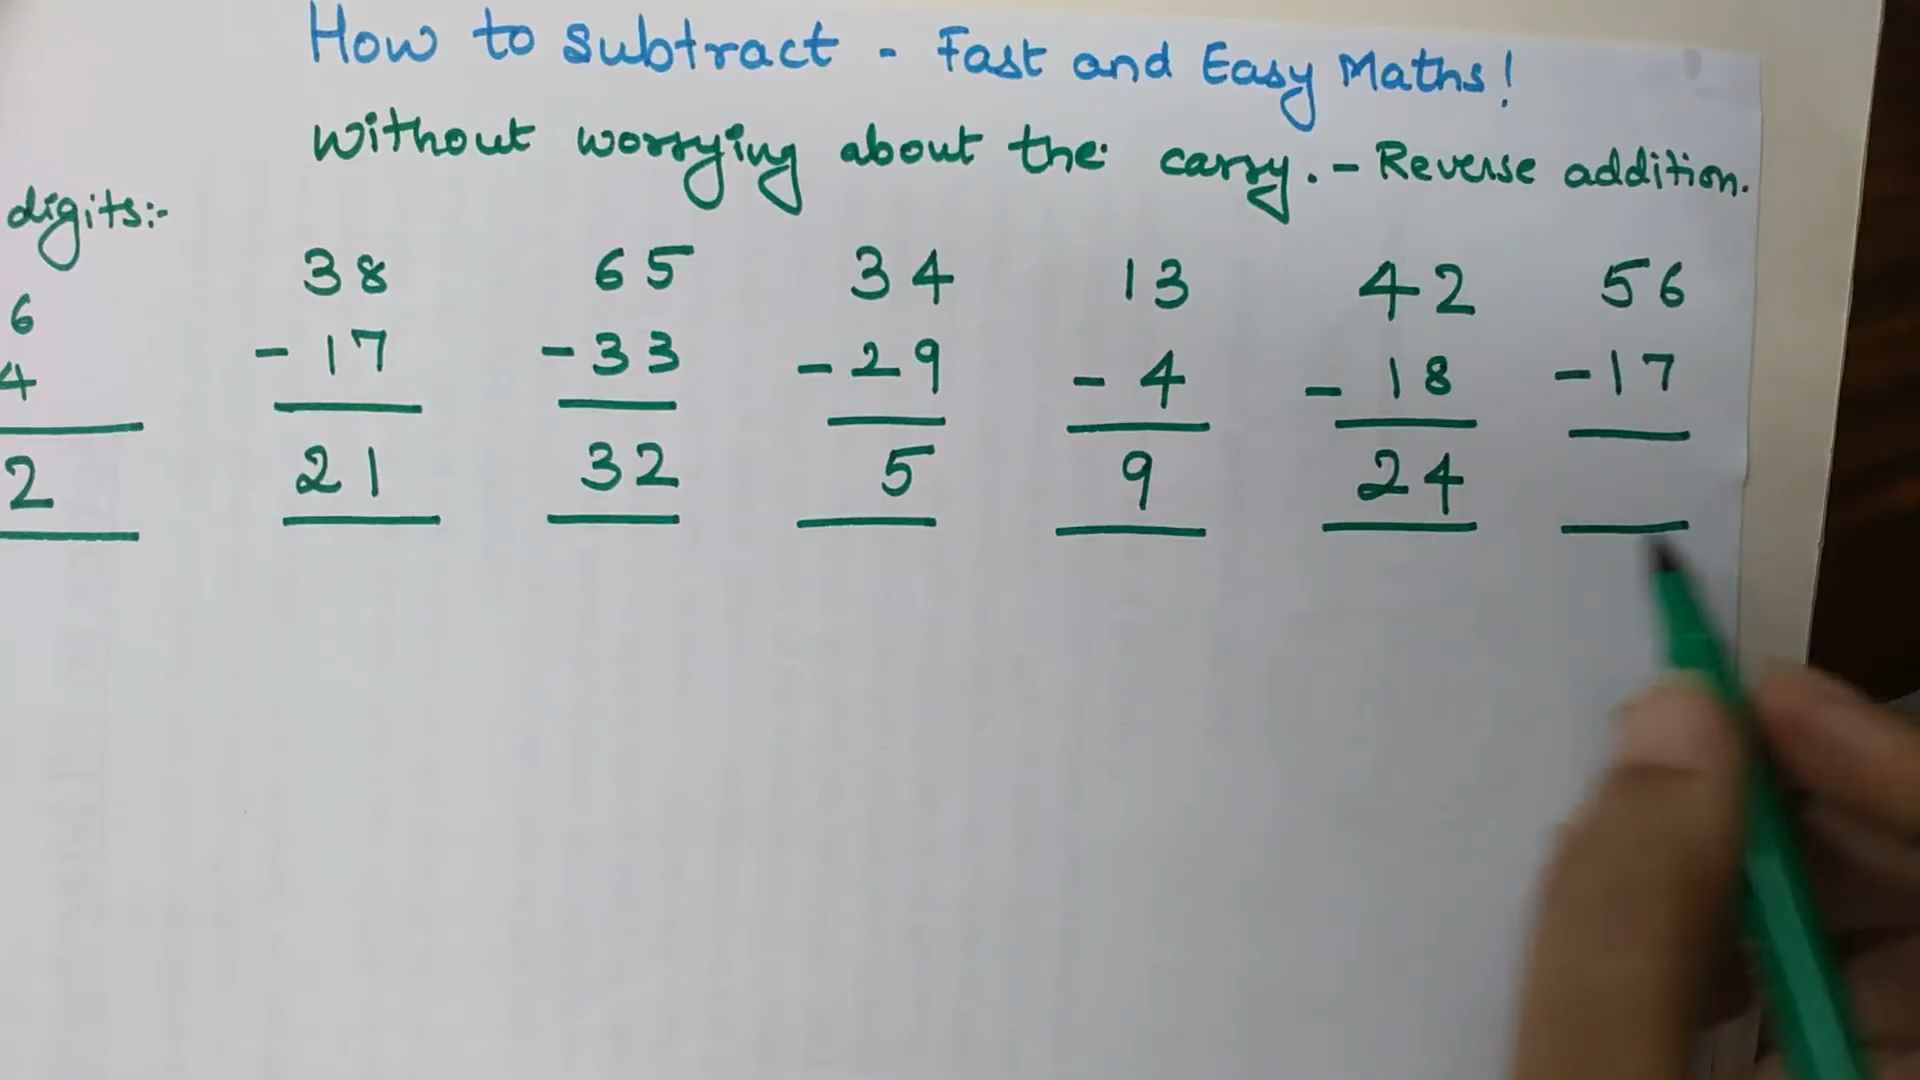 How to subtract - Fast and Easy Maths!
Without worrying about the carry. - Reverse addition.
digits:-
6 38 65 34 13 42 56
4 -17 -33 -29 -4 -18 -17
2 21 32 5 9 24